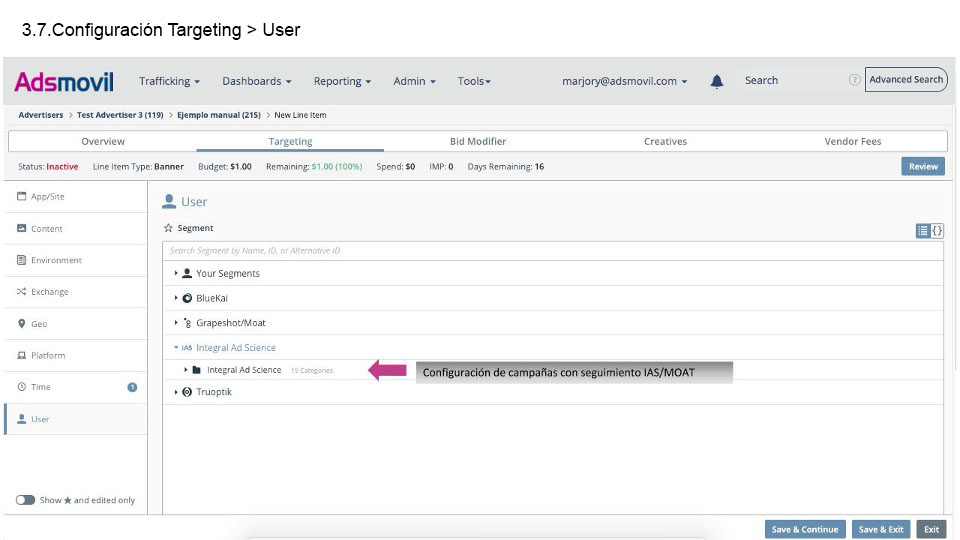 3.7.Configuración Targeting > User
Adsmovil Trafficking Dashboards Reporting Admin Tools marjory@adsmovil.com Search ? Advanced Search
Advertisers > Test Advertiser 3 (119) > Ejemplo manual (215) > New Line Item
Overview Targeting Bid Modifier Creatives Vendor Fees
Status: Inactive Line Item Type: Banner Budget: $1.00 Remaining: $1.00 (100%) Spend: $0 IMP: 0 Days Remaining: 16 Review
App/Site
Content
Environment
Exchange
Geo
Platform
Time 1
User
Show ★ and edited only
User
Segment {}
Search Segment by Name, ID, or Alternative ID
Your Segments
BlueKai
Grapeshot/Moat
IAS Integral Ad Science
Integral Ad Science 15 Categories
Configuración de campañas con seguimiento IAS/MOAT
Truoptik
Save & Continue Save & Exit Exit